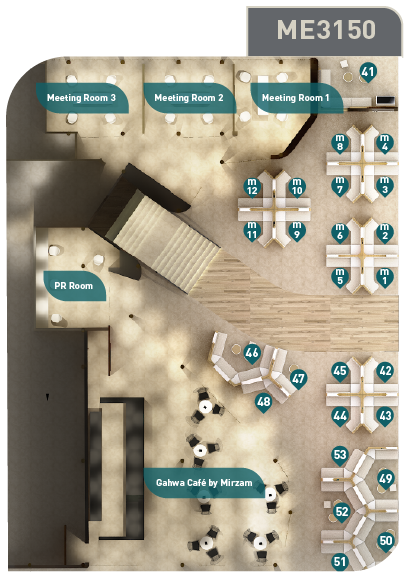 ME3150
41
Meeting Room 3
Meeting Room 2
Meeting Room 1
m
8
m
4
m
7
m
3
m
12
m
10
m
11
m
9
m
6
m
2
m
5
m
1
PR Room
46
47
48
45
42
44
43
53
49
Gahwa Café by Mirzam
52
50
51